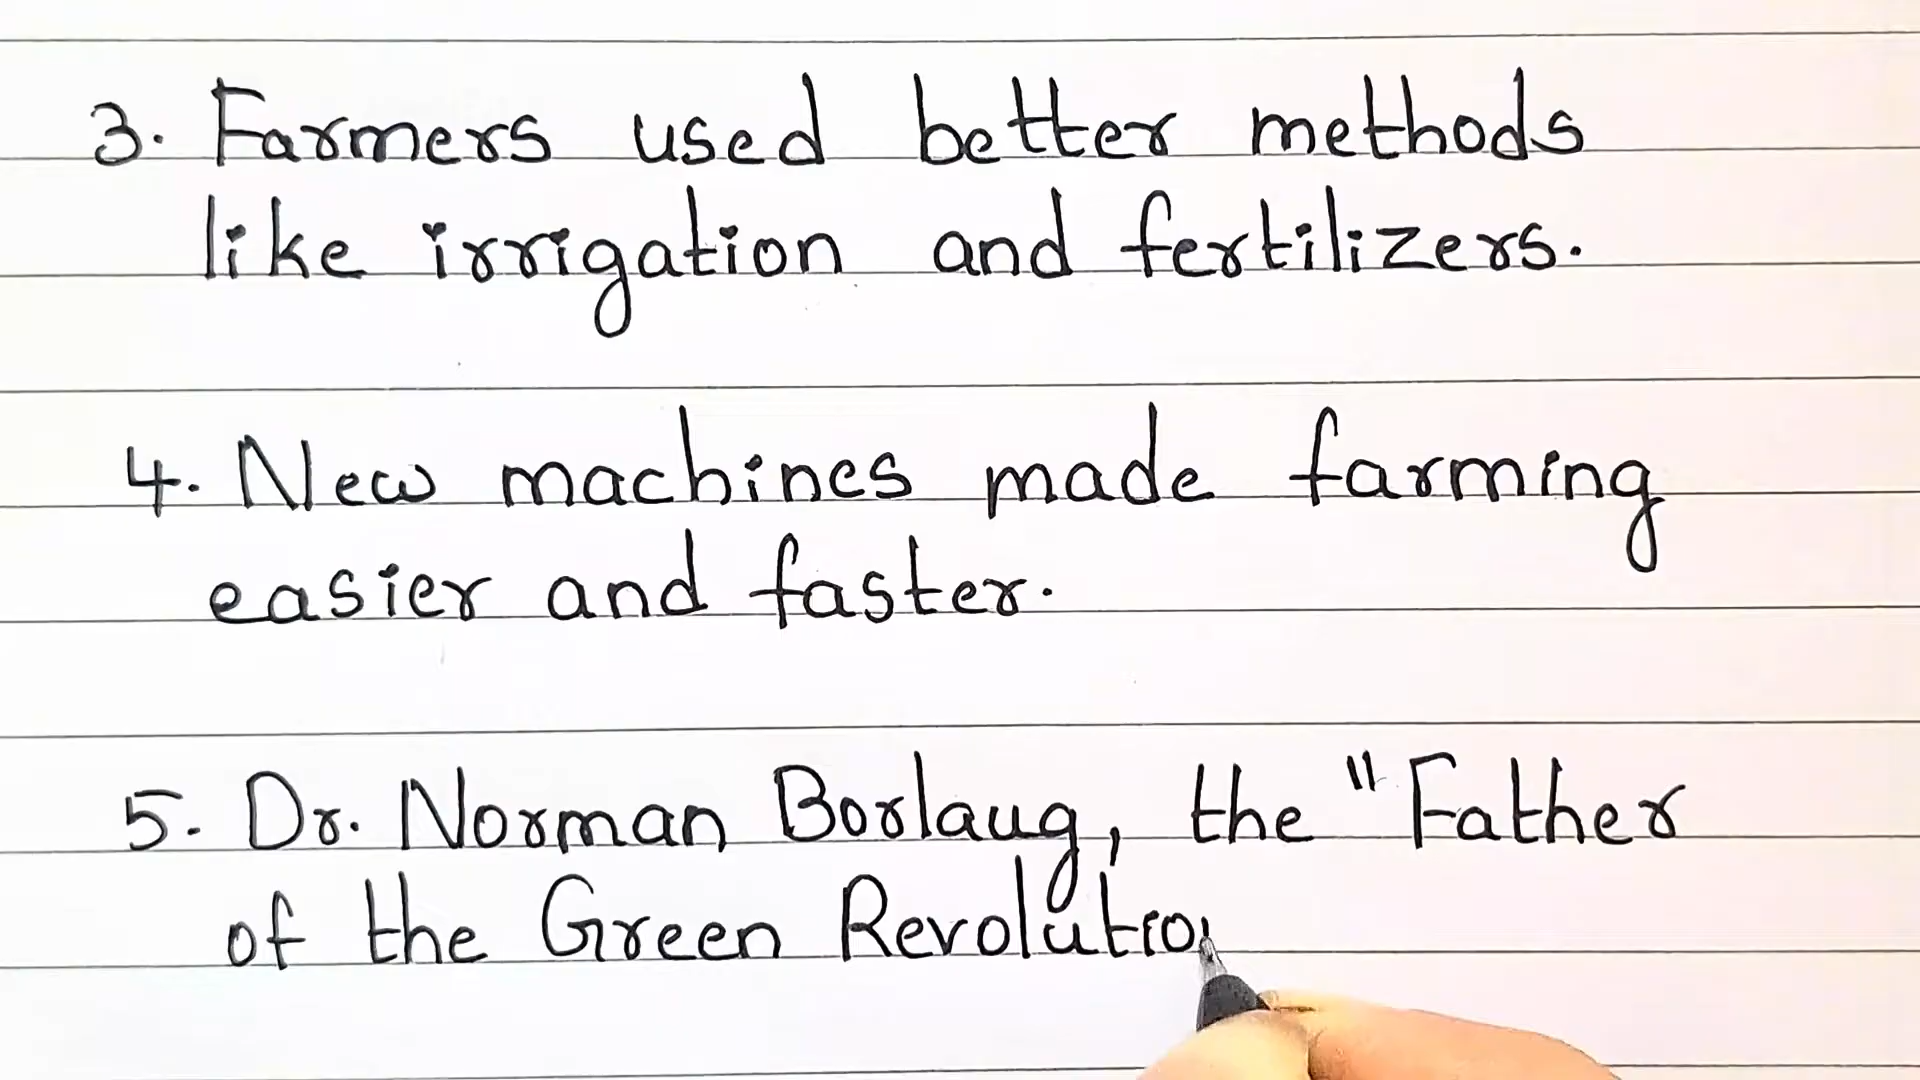 3. Farmers used better methods
like irrigation and fertilizers.
4. New machines made farming
easier and faster.
5. Dr. Norman Borlaug, the "Father
of the Green Revolutio